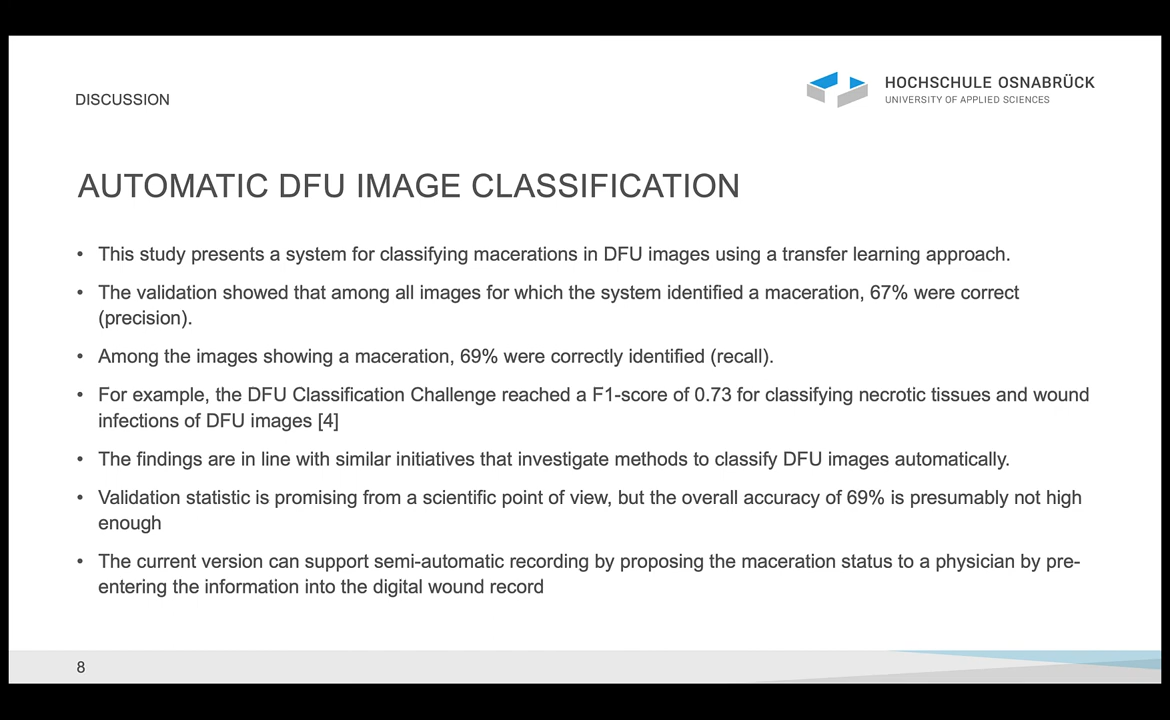 DISCUSSION
HOCHSCHULE OSNABRÜCK
UNIVERSITY OF APPLIED SCIENCES
AUTOMATIC DFU IMAGE CLASSIFICATION
• This study presents a system for classifying macerations in DFU images using a transfer learning approach.
• The validation showed that among all images for which the system identified a maceration, 67% were correct
(precision).
• Among the images showing a maceration, 69% were correctly identified (recall).
• For example, the DFU Classification Challenge reached a F1-score of 0.73 for classifying necrotic tissues and wound
infections of DFU images [4]
• The findings are in line with similar initiatives that investigate methods to classify DFU images automatically.
• Validation statistic is promising from a scientific point of view, but the overall accuracy of 69% is presumably not high
enough
• The current version can support semi-automatic recording by proposing the maceration status to a physician by pre-
entering the information into the digital wound record
8